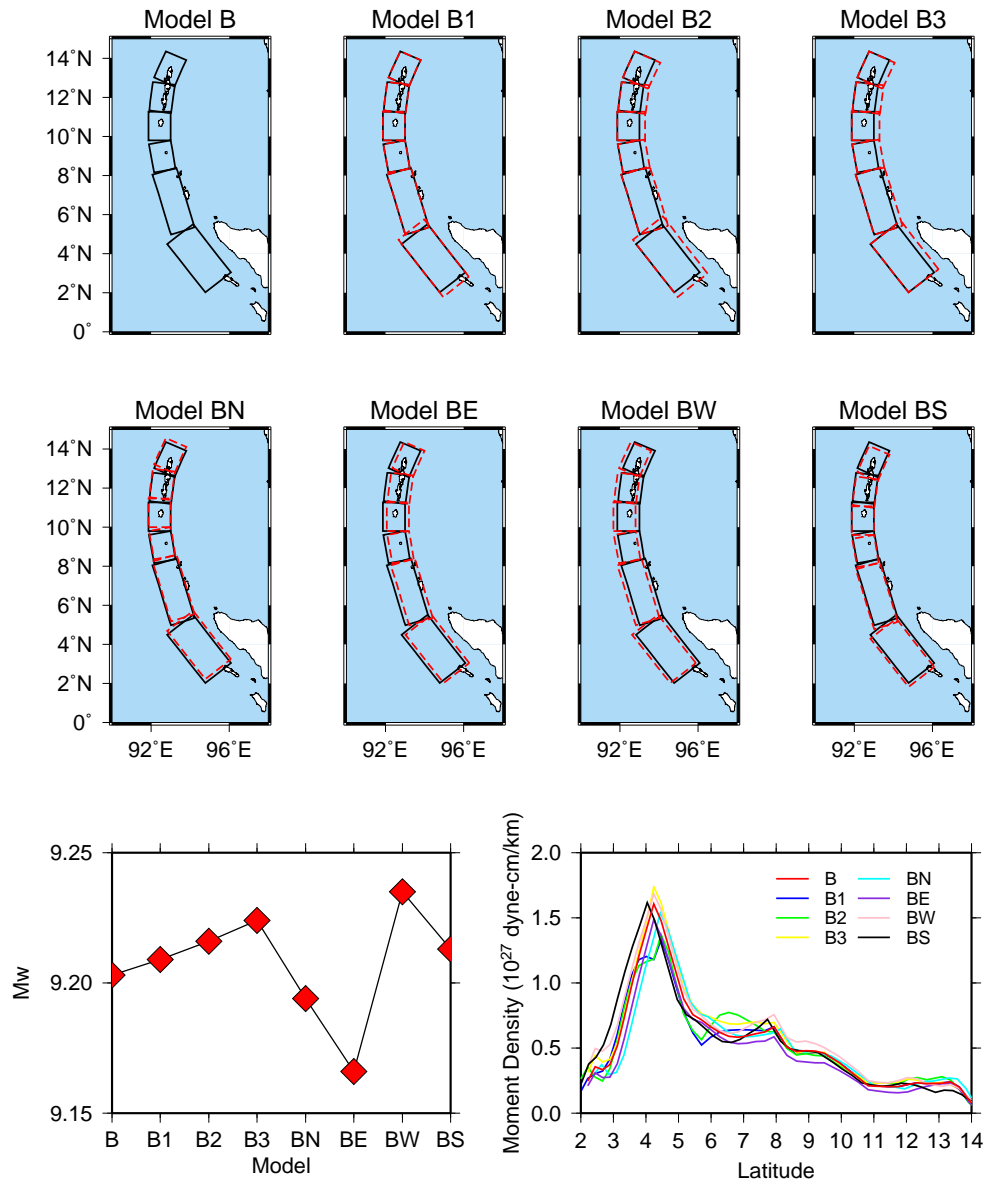 Model B
Model B1
Model B2
Model B3
14˚N
12˚N
10˚N
8˚N
6˚N
4˚N
2˚N
0˚
Model BN
Model BE
Model BW
Model BS
14˚N
12˚N
10˚N
8˚N
6˚N
4˚N
2˚N
0˚
92˚E 96˚E
92˚E 96˚E
92˚E 96˚E
92˚E 96˚E
9.25
9.20
9.15
Mw
B B1 B2 B3 BN BE BW BS
Model
2.0
1.5
1.0
0.5
0.0
Moment Density (10²⁷ dyne-cm/km)
B BN
B1 BE
B2 BW
B3 BS
2 3 4 5 6 7 8 9 10 11 12 13 14
Latitude